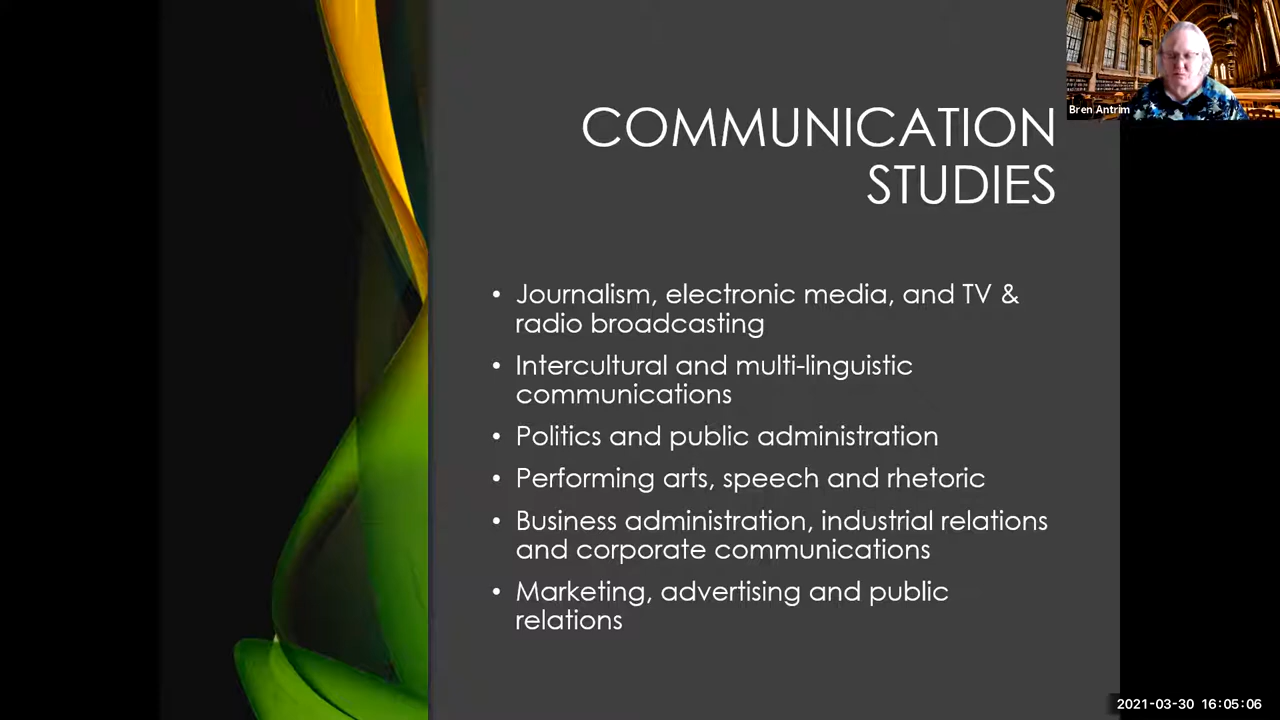 Bren Antrim
COMMUNICATION
STUDIES
• Journalism, electronic media, and TV &
radio broadcasting
• Intercultural and multi-linguistic
communications
• Politics and public administration
• Performing arts, speech and rhetoric
• Business administration, industrial relations
and corporate communications
• Marketing, advertising and public
relations
2021-03-30 16:05:06